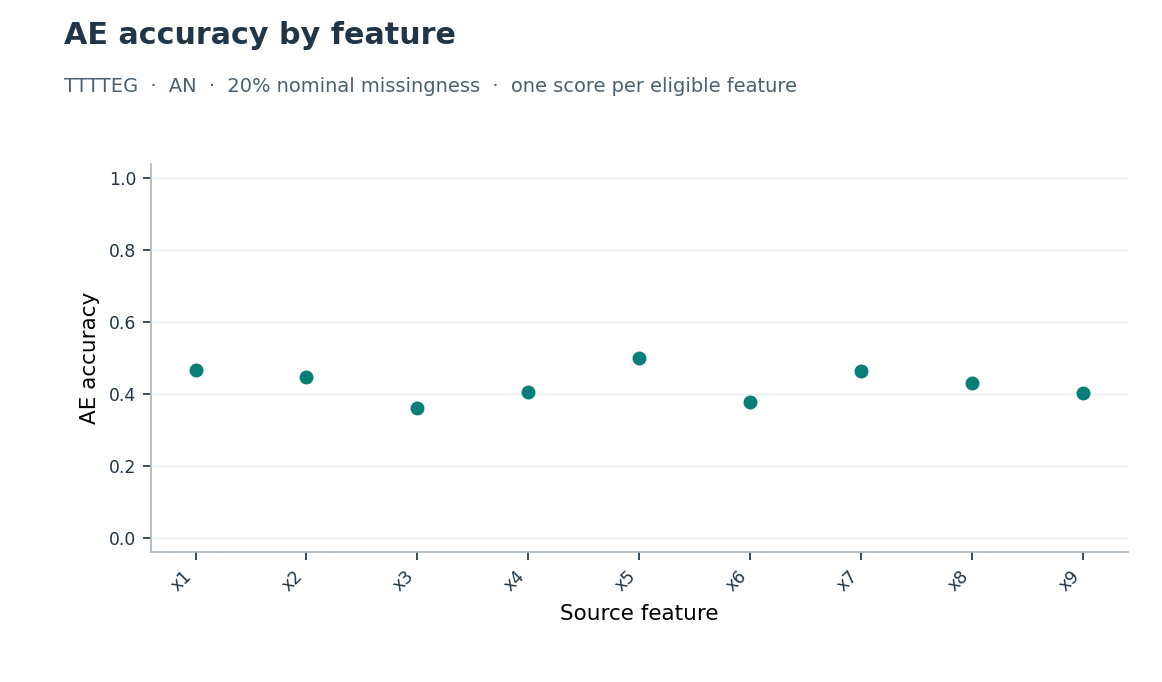 AE accuracy by feature
TTTTEG · AN · 20% nominal missingness · one score per eligible feature
1.0
0.8
0.6
0.4
0.2
0.0
AE accuracy
x1 x2 x3 x4 x5 x6 x7 x8 x9
Source feature